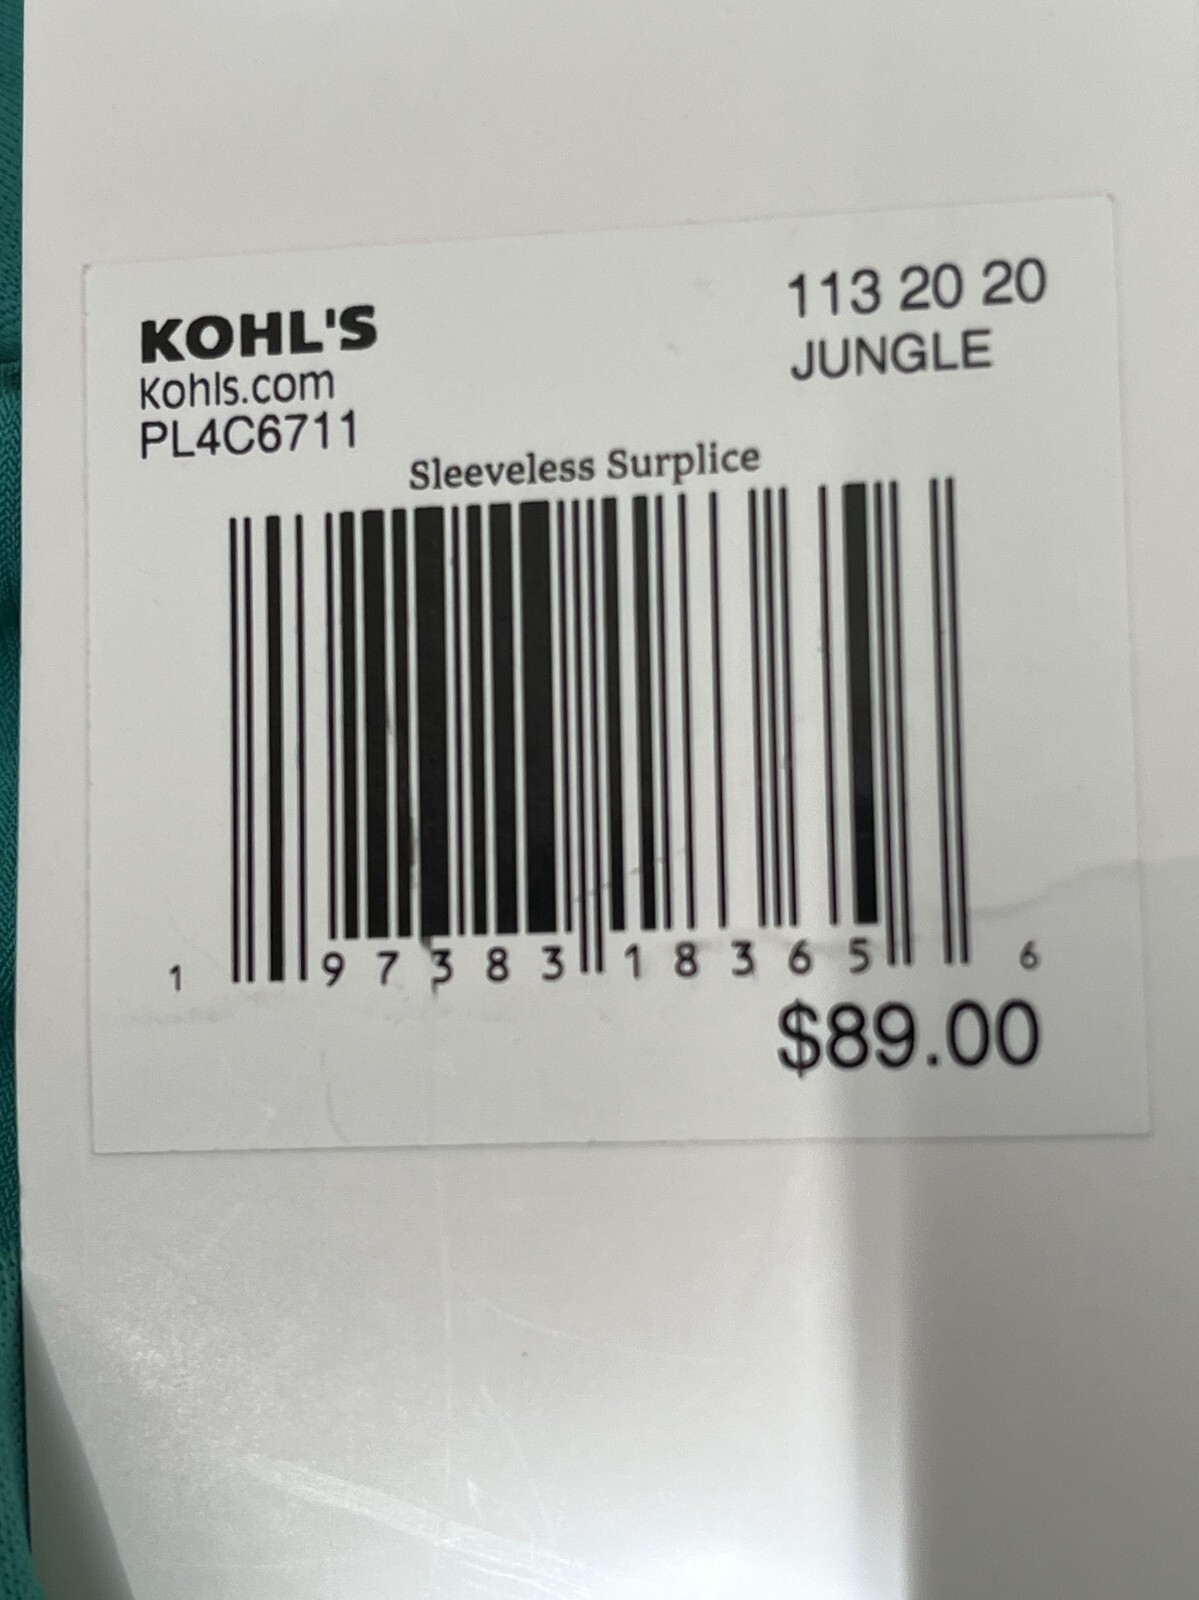 KOHL'S
Kohls.com
PL4C6711
113 20 20
JUNGLE
Sleeveless Surplice
1 97383 18365 6
$89.00